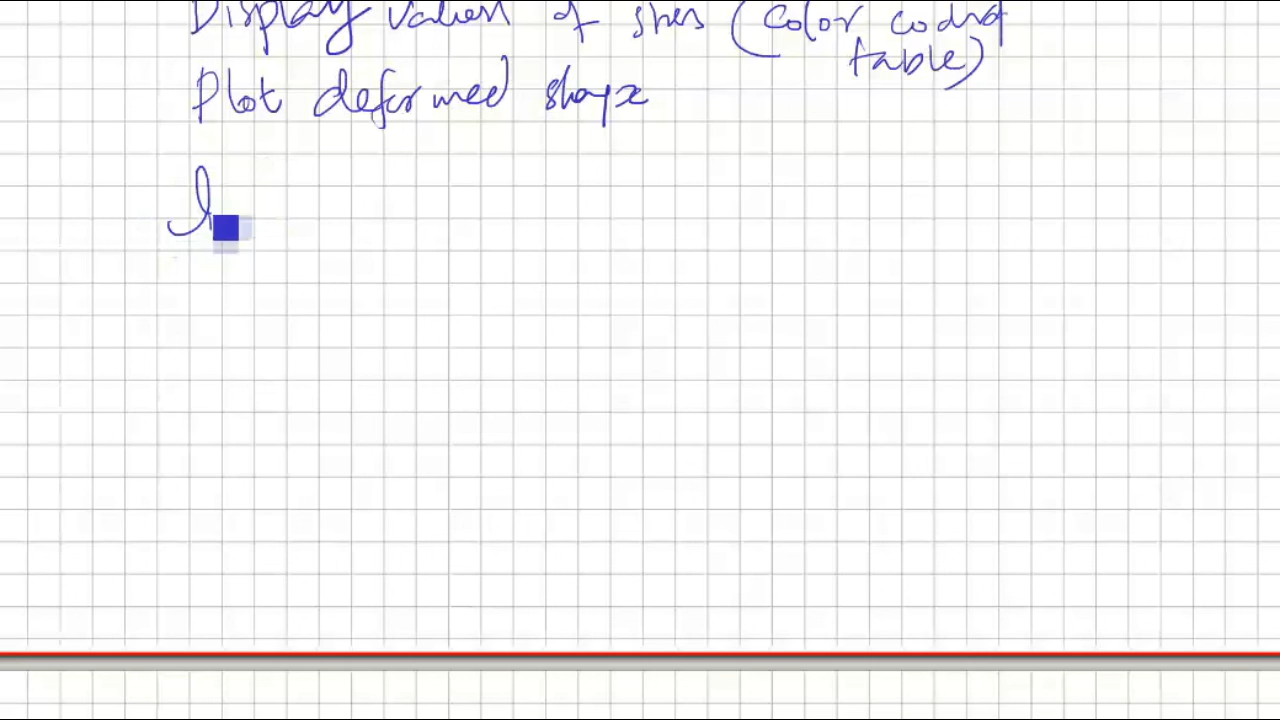 Display values of stress (color coded
table)
Plot deformed shape